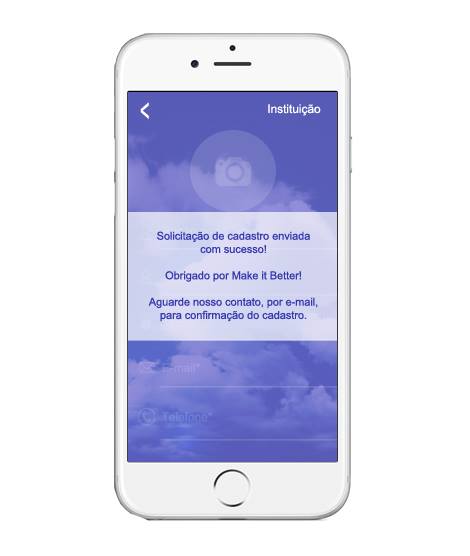 Instituição
Solicitação de cadastro enviada
com sucesso!
Obrigado por Make it Better!
Aguarde nosso contato, por e-mail,
para confirmação do cadastro.
E-mail*
Telefone*